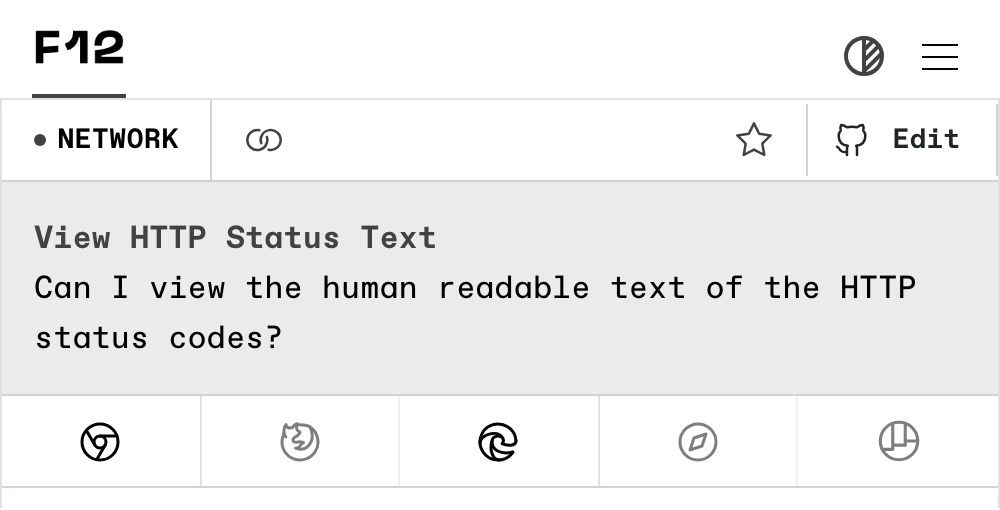 F12
NETWORK
Edit
View HTTP Status Text
Can I view the human readable text of the HTTP
status codes?